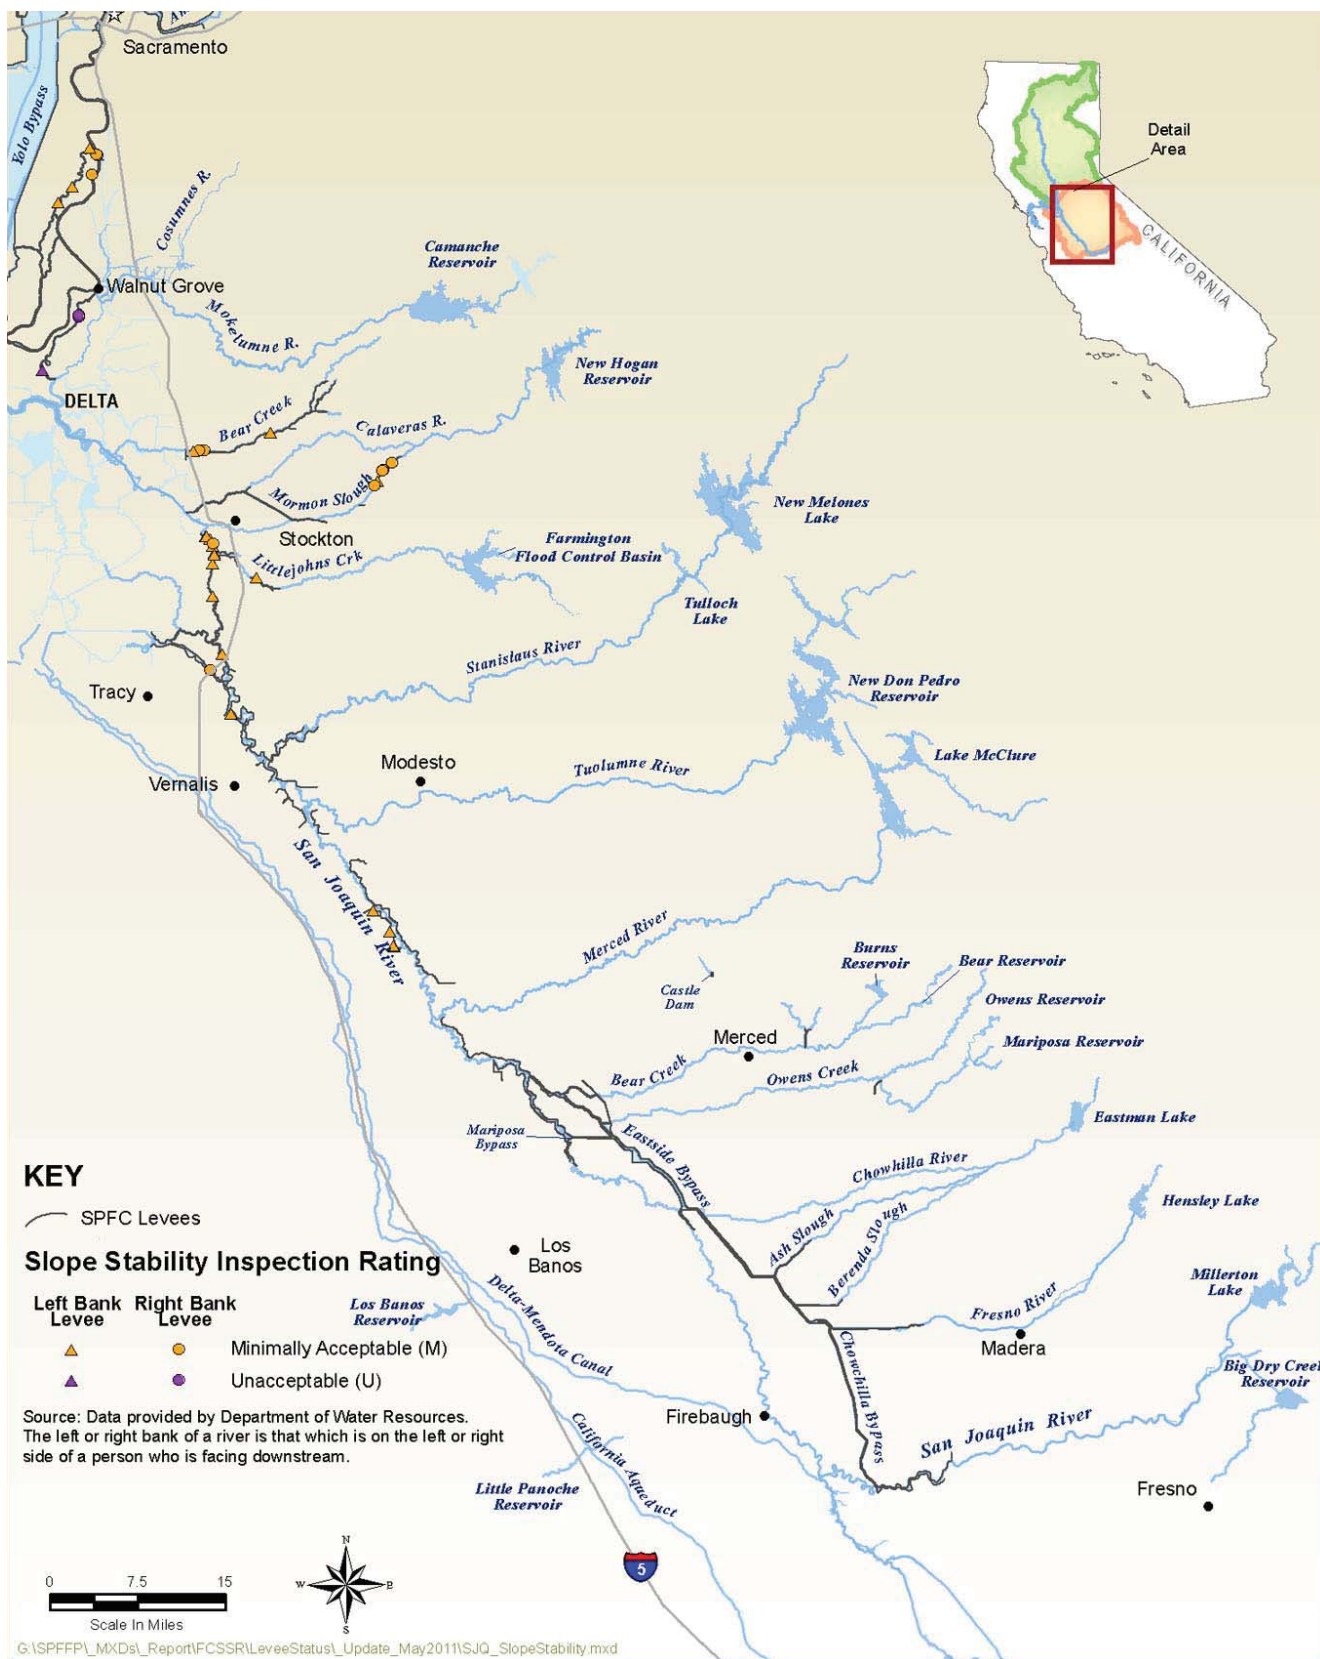 Sacramento
Yolo Bypass
Cosumnes R.
Detail
Area
CALIFORNIA
Camanche
Reservoir
Walnut Grove
Mokelumne R.
New Hogan
Reservoir
DELTA
Bear Creek
Calaveras R.
Mormon Slough
New Melones
Lake
Stockton
Farmington
Flood Control Basin
Littlejohns Crk
Tulloch
Lake
Stanislaus River
Tracy
New Don Pedro
Reservoir
Lake McClure
Modesto
Tuolumne River
Vernalis
San Joaquin River
Merced River
Burns
Reservoir
Bear Reservoir
Castle
Dam
Owens Reservoir
Merced
Mariposa Reservoir
Bear Creek
Owens Creek
Eastman Lake
Mariposa
Bypass
Eastside Bypass
Chowhilla River
Hensley Lake
KEY
SPFC Levees
Slope Stability Inspection Rating
Left Bank Right Bank
Levee Levee
Minimally Acceptable (M)
Unacceptable (U)
Source: Data provided by Department of Water Resources.
The left or right bank of a river is that which is on the left or right
side of a person who is facing downstream.
Los
Banos
Ash Slough
Berenda Slough
Millerton
Lake
Los Banos
Reservoir
Delta-Mendota Canal
Fresno River
Madera
Chowchilla Bypass
Big Dry Creek
Reservoir
Firebaugh
San Joaquin River
California Aqueduct
Little Panoche
Reservoir
Fresno
5
N
W E
S
0 7.5 15
Scale In Miles
G:\SPFFP\_MXDs\_Report\FCSSR\LeveeStatus\_Update_May2011\SJQ_SlopeStability.mxd